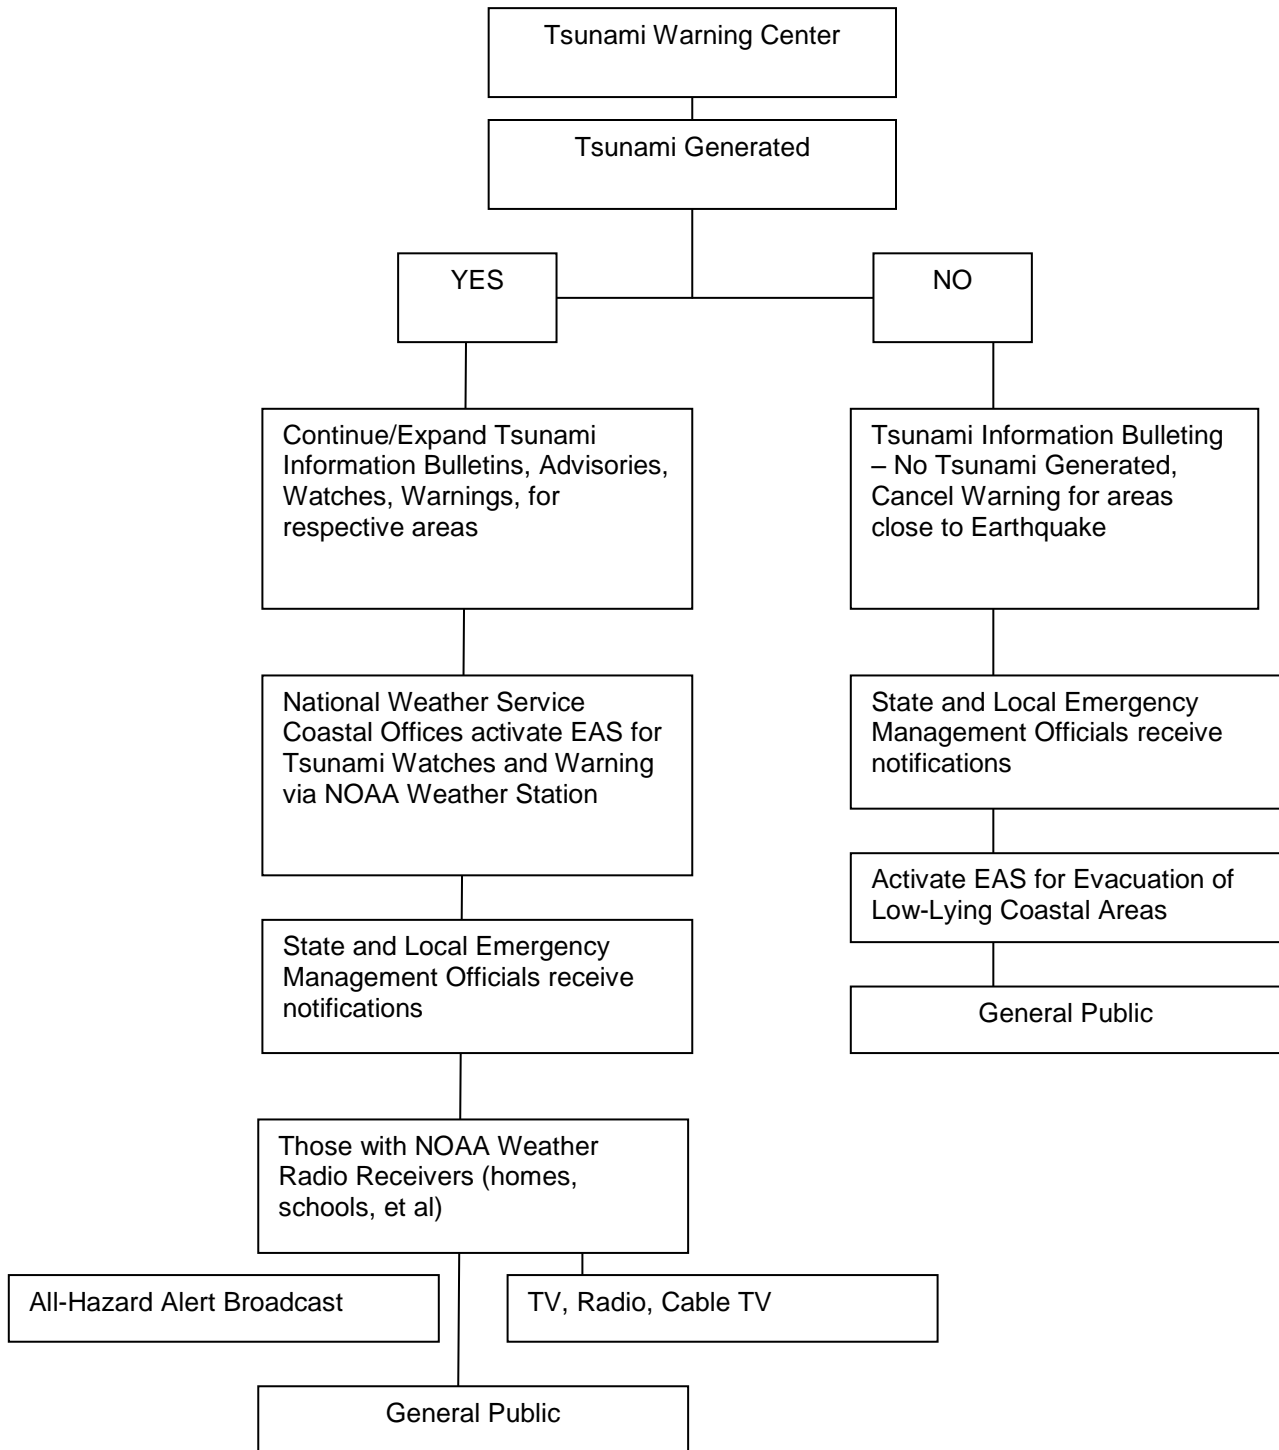 Tsunami Warning Center
Tsunami Generated
YES
NO
Continue/Expand Tsunami
Information Bulletins, Advisories,
Watches, Warnings, for
respective areas
Tsunami Information Bulleting
– No Tsunami Generated,
Cancel Warning for areas
close to Earthquake
National Weather Service
Coastal Offices activate EAS for
Tsunami Watches and Warning
via NOAA Weather Station
State and Local Emergency
Management Officials receive
notifications
Activate EAS for Evacuation of
Low-Lying Coastal Areas
State and Local Emergency
Management Officials receive
notifications
General Public
Those with NOAA Weather
Radio Receivers (homes,
schools, et al)
All-Hazard Alert Broadcast
TV, Radio, Cable TV
General Public